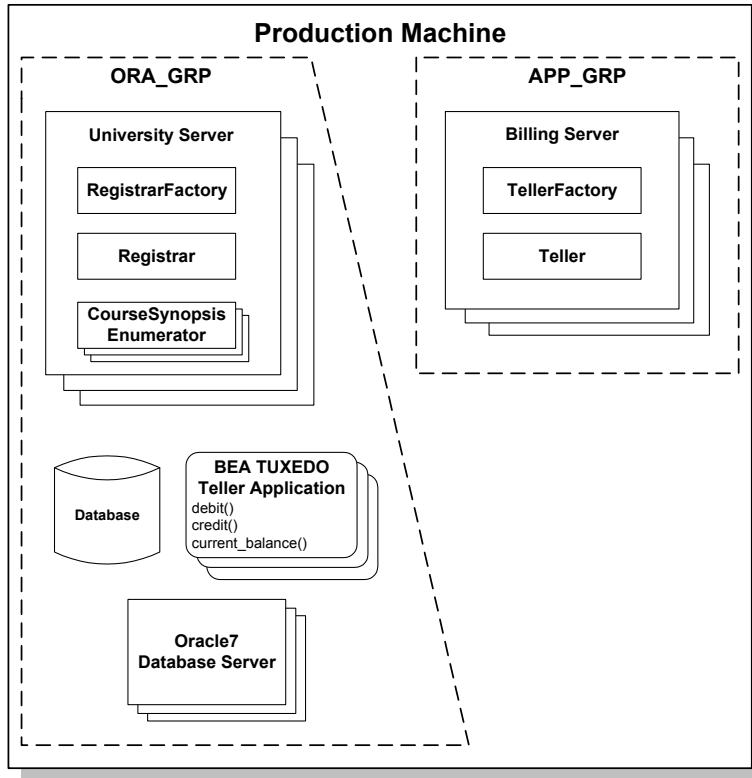 Production Machine
ORA_GRP
University Server
RegistrarFactory
Registrar
CourseSynopsis
Enumerator
Database
BEA TUXEDO
Teller Application
debit()
credit()
current_balance()
Oracle7
Database Server
APP_GRP
Billing Server
TellerFactory
Teller